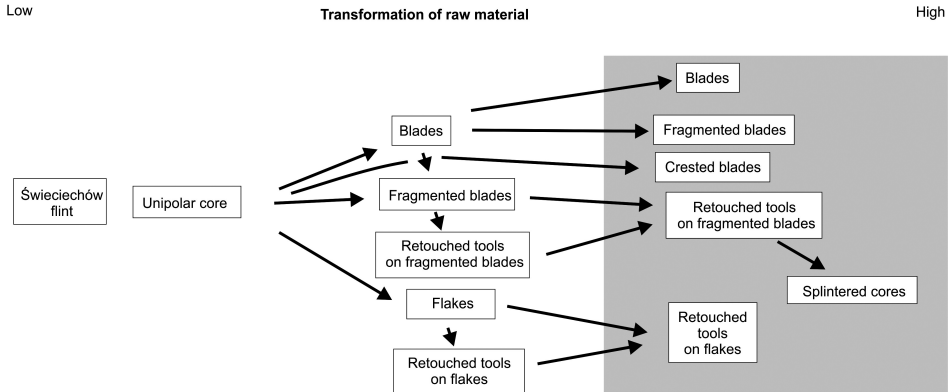 Low
Transformation of raw material
High
Świeciechów
flint
Unipolar core
Blades
Fragmented blades
Retouched tools
on fragmented blades
Flakes
Retouched tools
on flakes
Blades
Fragmented blades
Crested blades
Retouched tools
on fragmented blades
Splintered cores
Retouched
tools
on flakes